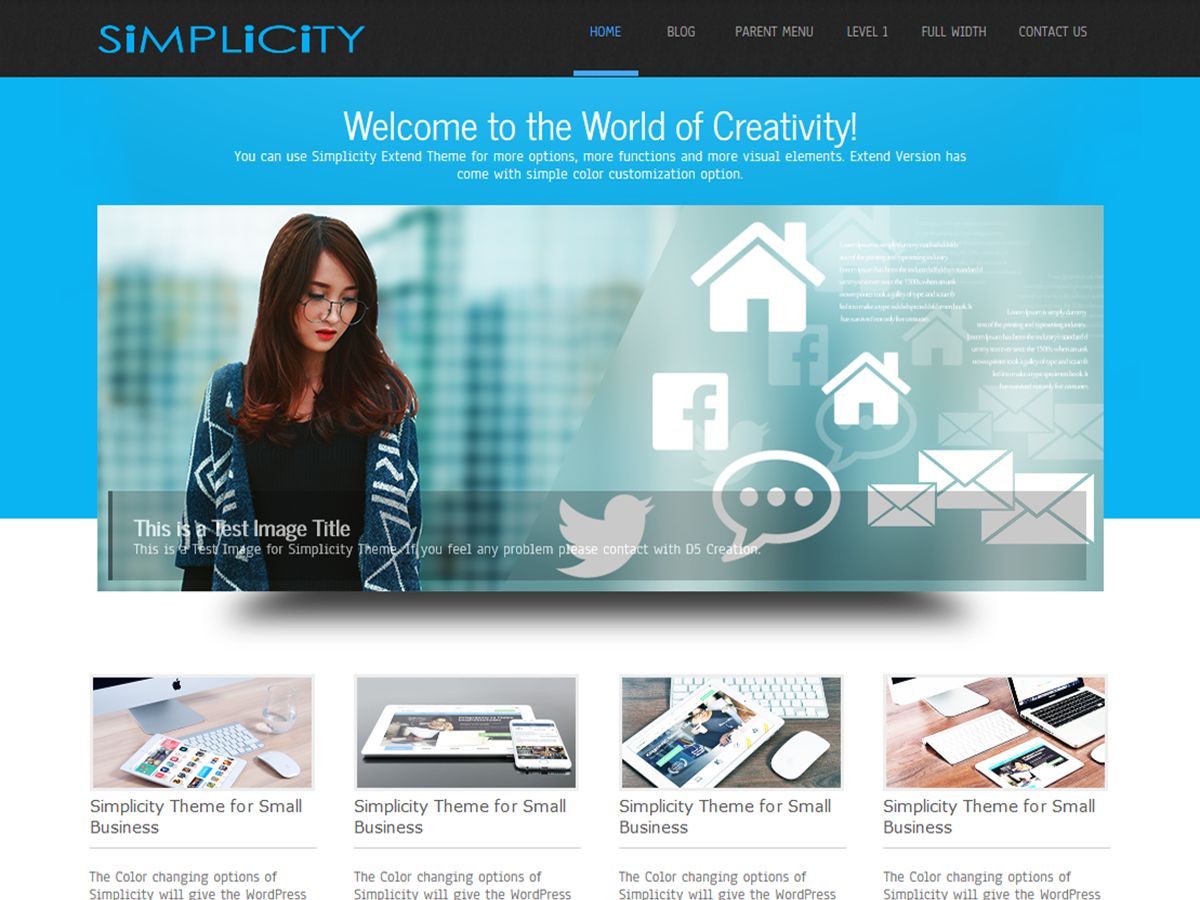 SiMPLiCiTY
HOME BLOG PARENT MENU LEVEL 1 FULL WIDTH CONTACT US
Welcome to the World of Creativity!
You can use Simplicity Extend Theme for more options, more functions and more visual elements. Extend Version has
come with simple color customization option.
This is a Test Image Title
This is a Test Image for Simplicity Theme. If you feel any problem please contact with D5 Creation.
Simplicity Theme for Small
Business
The Color changing options of
Simplicity will give the WordPress
Simplicity Theme for Small
Business
The Color changing options of
Simplicity will give the WordPress
Simplicity Theme for Small
Business
The Color changing options of
Simplicity will give the WordPress
Simplicity Theme for Small
Business
The Color changing options of
Simplicity will give the WordPress